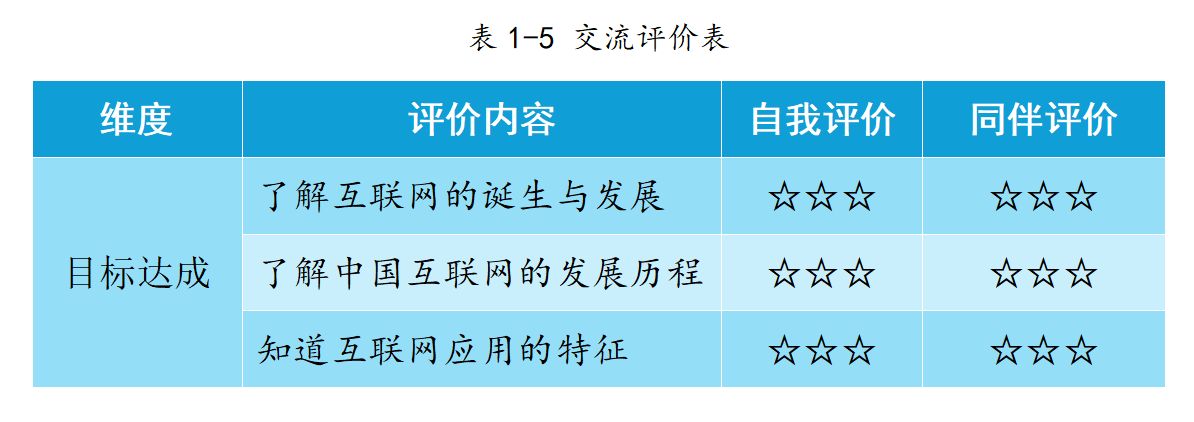 表 1-5 交流评价表
维度 评价内容 自我评价 同伴评价
了解互联网的诞生与发展 ☆☆☆ ☆☆☆
目标达成 了解中国互联网的发展历程 ☆☆☆ ☆☆☆
知道互联网应用的特征 ☆☆☆ ☆☆☆